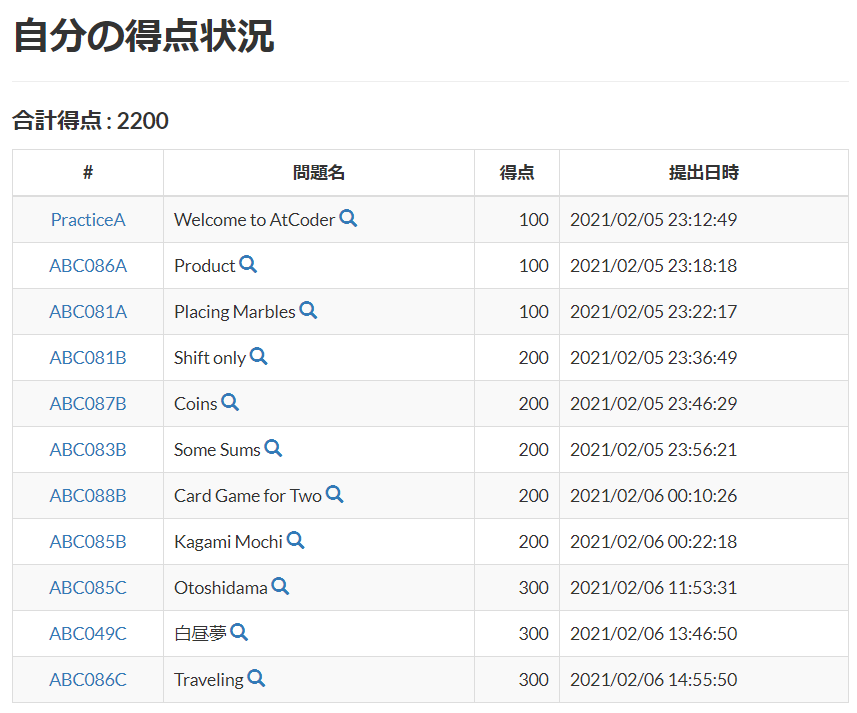 自分の得点状況
合計得点 : 2200
# 問題名 得点 提出日時
PracticeA Welcome to AtCoder 100 2021/02/05 23:12:49
ABC086A Product 100 2021/02/05 23:18:18
ABC081A Placing Marbles 100 2021/02/05 23:22:17
ABC081B Shift only 200 2021/02/05 23:36:49
ABC087B Coins 200 2021/02/05 23:46:29
ABC083B Some Sums 200 2021/02/05 23:56:21
ABC088B Card Game for Two 200 2021/02/06 00:10:26
ABC085B Kagami Mochi 200 2021/02/06 00:22:18
ABC085C Otoshidama 300 2021/02/06 11:53:31
ABC049C 白昼夢 300 2021/02/06 13:46:50
ABC086C Traveling 300 2021/02/06 14:55:50